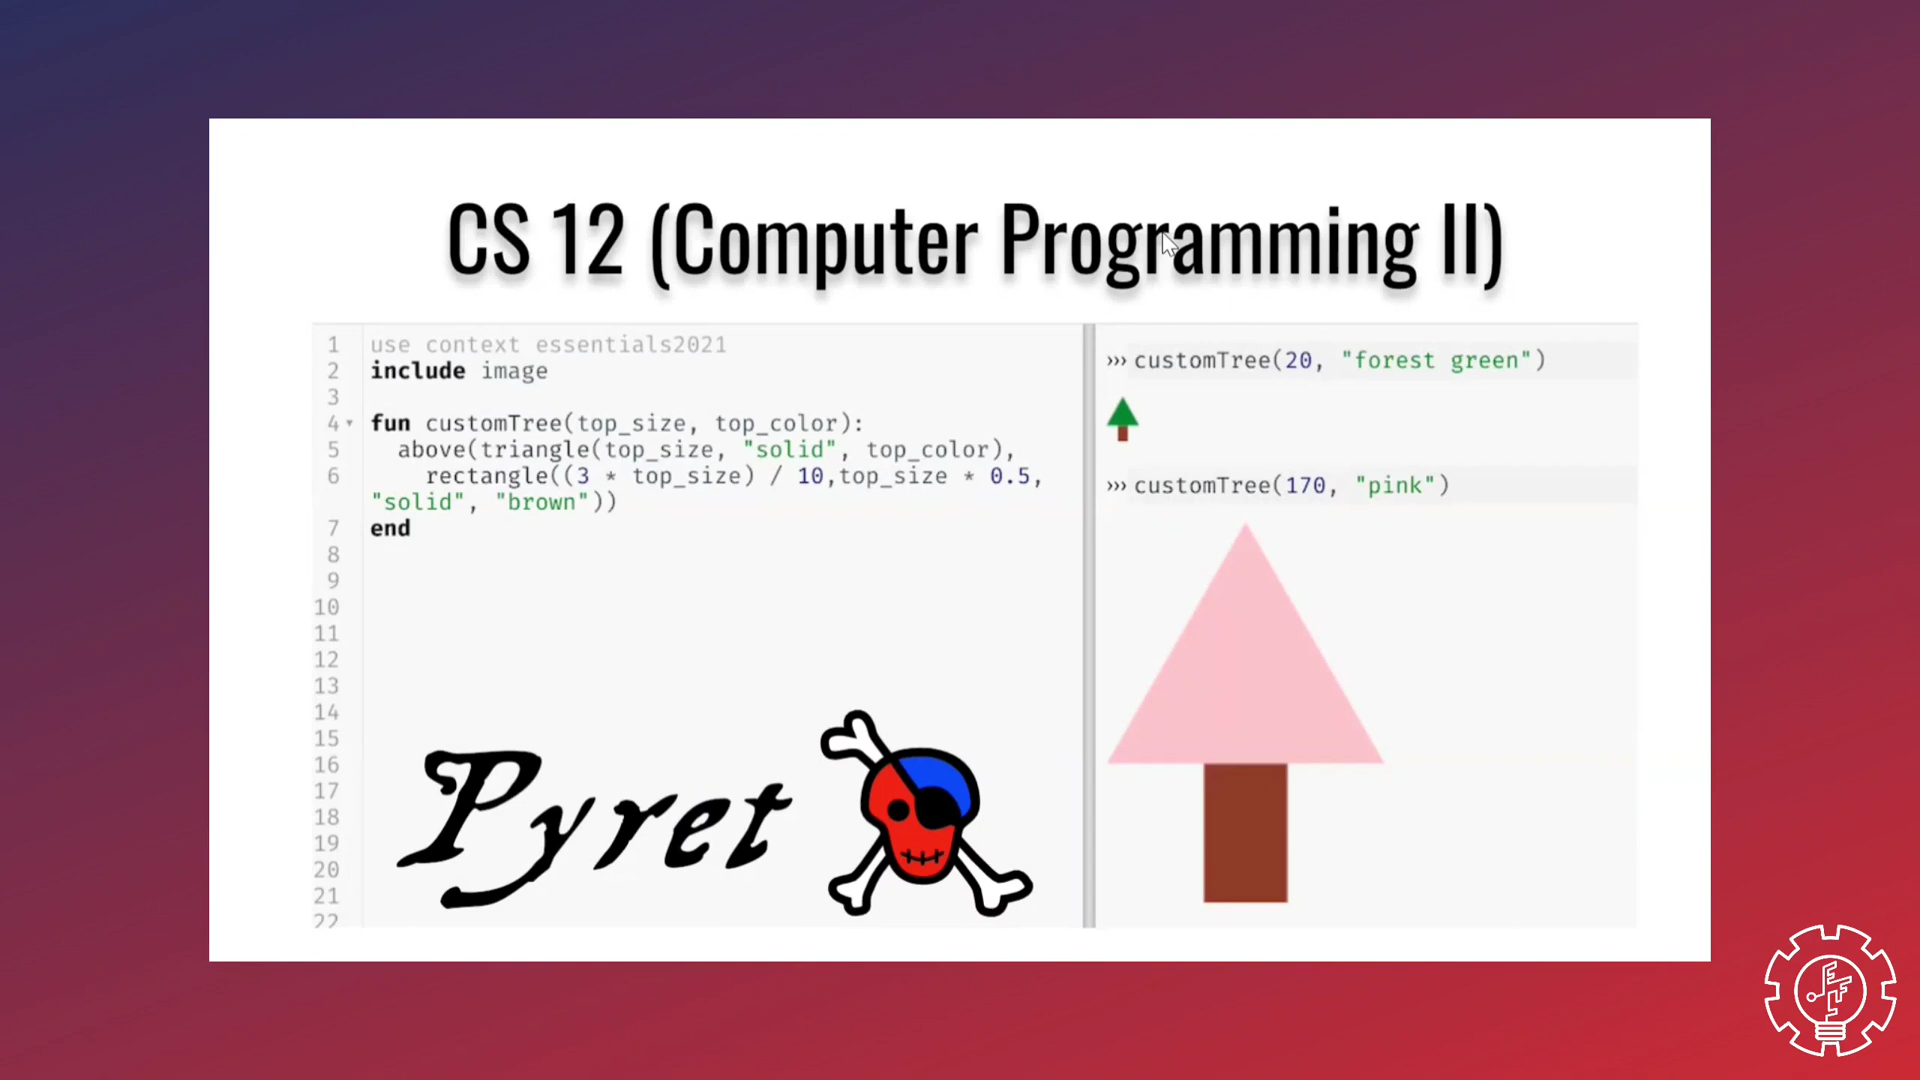 CS 12 (Computer Programming II)
1 use context essentials2021
2 include image
3
4 fun customTree(top_size, top_color):
5 above(triangle(top_size, "solid", top_color),
6 rectangle((3 * top_size) / 10,top_size * 0.5,
"solid", "brown"))
7 end
8
9
10
11
12
13
14
15
16
17
18
19
20
21
22
Pyret
››› customTree(20, "forest green")
››› customTree(170, "pink")